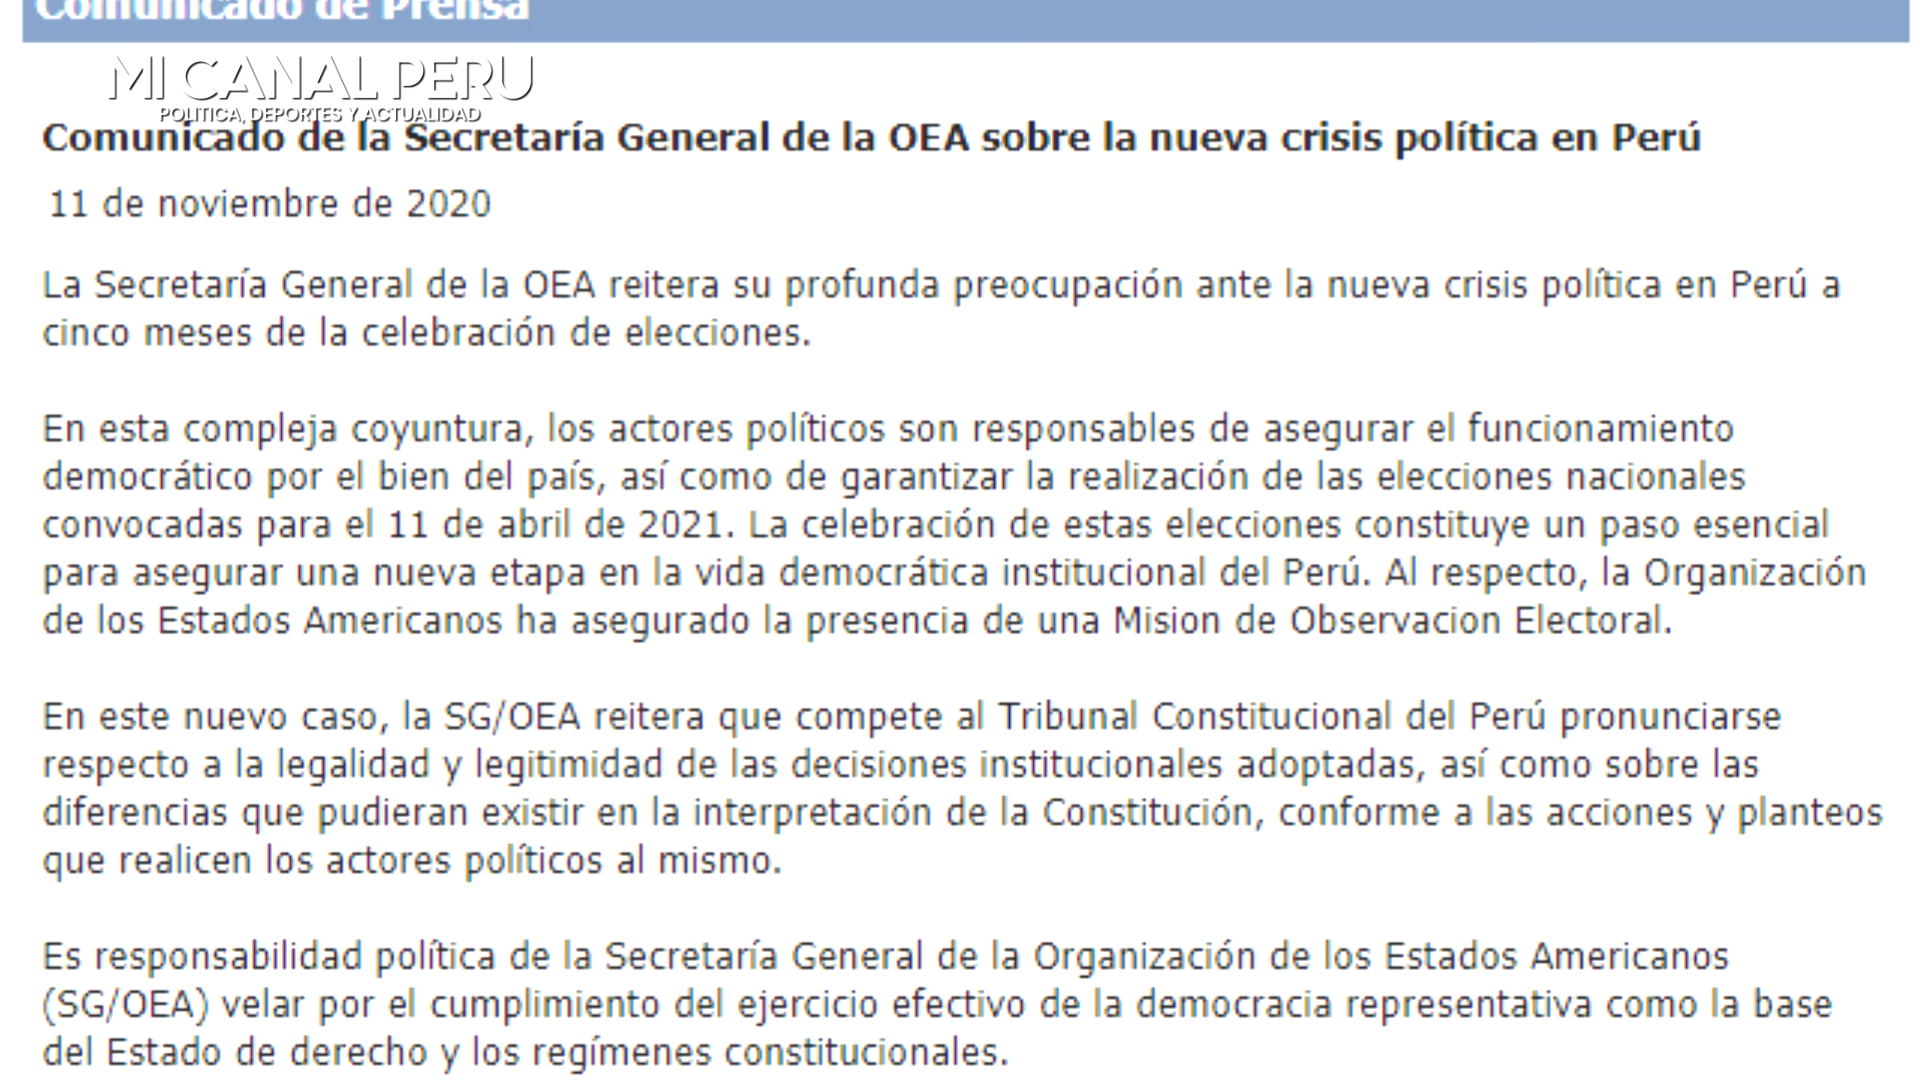 Comunicado de Prensa
MI CANAL PERU
POLITICA, DEPORTES Y ACTUALIDAD
Comunicado de la Secretaría General de la OEA sobre la nueva crisis política en Perú
11 de noviembre de 2020
La Secretaría General de la OEA reitera su profunda preocupación ante la nueva crisis política en Perú a
cinco meses de la celebración de elecciones.
En esta compleja coyuntura, los actores políticos son responsables de asegurar el funcionamiento
democrático por el bien del país, así como de garantizar la realización de las elecciones nacionales
convocadas para el 11 de abril de 2021. La celebración de estas elecciones constituye un paso esencial
para asegurar una nueva etapa en la vida democrática institucional del Perú. Al respecto, la Organización
de los Estados Americanos ha asegurado la presencia de una Mision de Observacion Electoral.
En este nuevo caso, la SG/OEA reitera que compete al Tribunal Constitucional del Perú pronunciarse
respecto a la legalidad y legitimidad de las decisiones institucionales adoptadas, así como sobre las
diferencias que pudieran existir en la interpretación de la Constitución, conforme a las acciones y planteos
que realicen los actores políticos al mismo.
Es responsabilidad política de la Secretaría General de la Organización de los Estados Americanos
(SG/OEA) velar por el cumplimiento del ejercicio efectivo de la democracia representativa como la base
del Estado de derecho y los regímenes constitucionales.